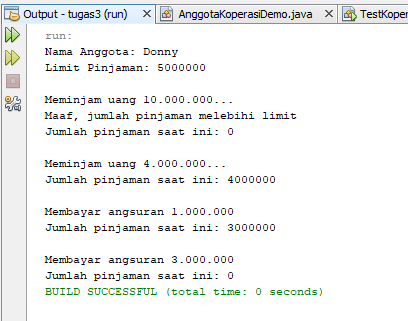 Output - tugas3 (run)
AnggotaKoperasiDemo.java
TestKoper
run:
Nama Anggota: Donny
Limit Pinjaman: 5000000
Meminjam uang 10.000.000...
Maaf, jumlah pinjaman melebihi limit
Jumlah pinjaman saat ini: 0
Meminjam uang 4.000.000...
Jumlah pinjaman saat ini: 4000000
Membayar angsuran 1.000.000
Jumlah pinjaman saat ini: 3000000
Membayar angsuran 3.000.000
Jumlah pinjaman saat ini: 0
BUILD SUCCESSFUL (total time: 0 seconds)